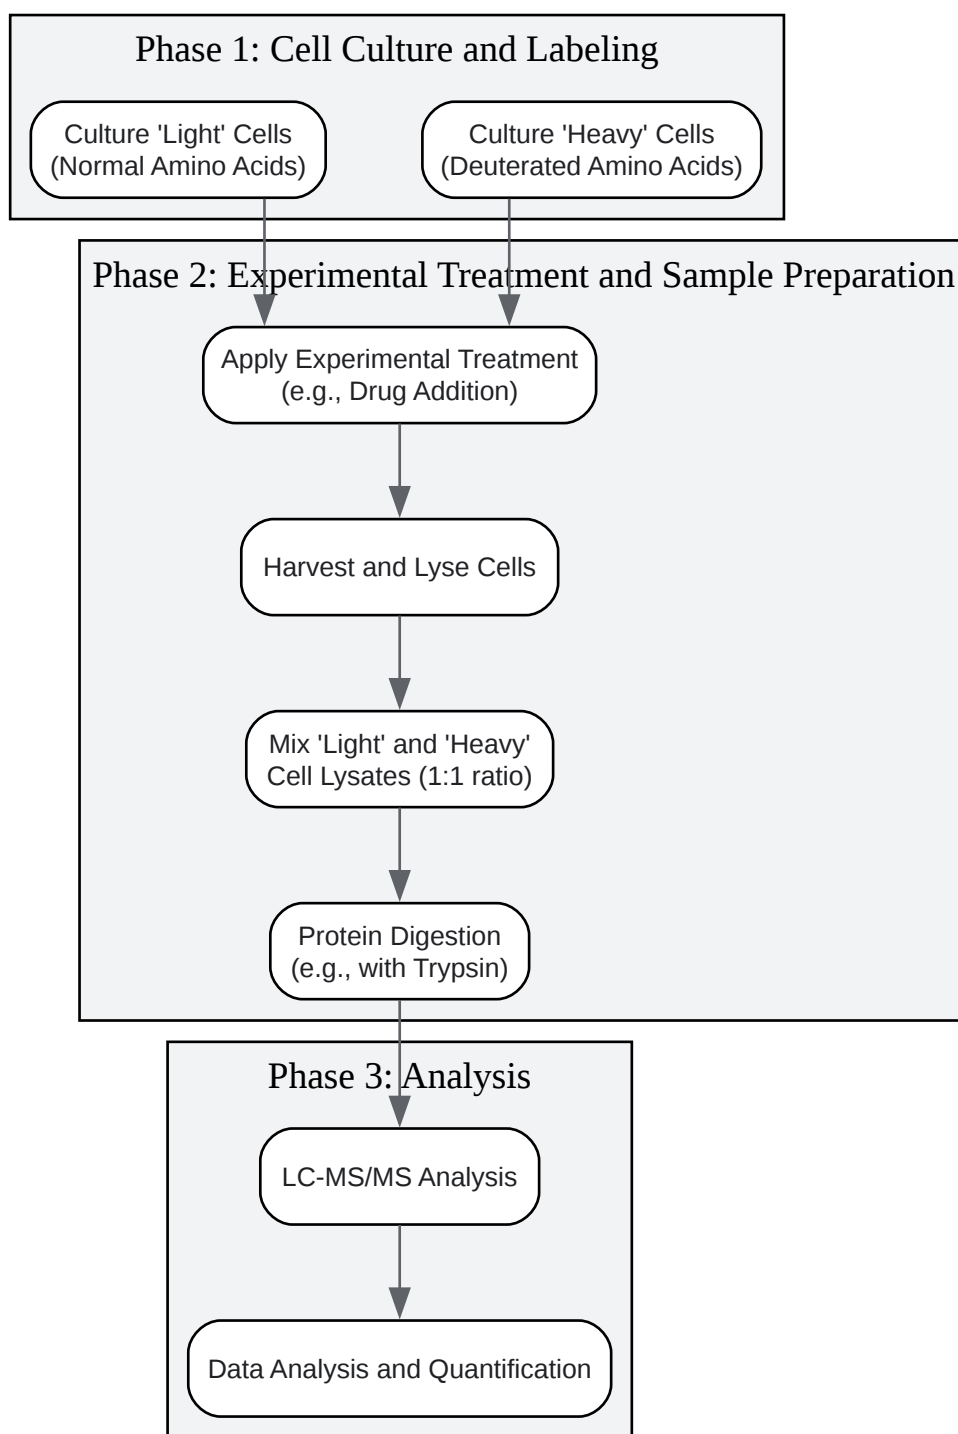 Phase 1: Cell Culture and Labeling
Culture 'Light' Cells
(Normal Amino Acids)
Culture 'Heavy' Cells
(Deuterated Amino Acids)
Phase 2: Experimental Treatment and Sample Preparation
Apply Experimental Treatment
(e.g., Drug Addition)
Harvest and Lyse Cells
Mix 'Light' and 'Heavy'
Cell Lysates (1:1 ratio)
Protein Digestion
(e.g., with Trypsin)
Phase 3: Analysis
LC-MS/MS Analysis
Data Analysis and Quantification